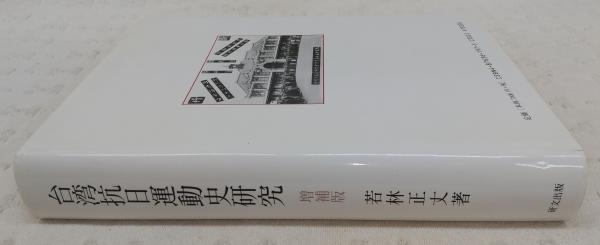 台湾抗日運動史研究
増補版
若林正丈著
研文出版